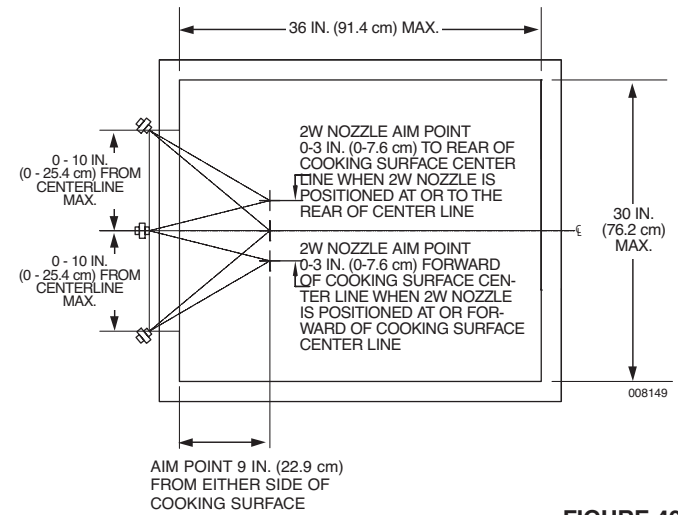 36 IN. (91.4 cm) MAX.
2W NOZZLE AIM POINT
0-3 IN. (0-7.6 cm) TO REAR OF
COOKING SURFACE CENTER
LINE WHEN 2W NOZZLE IS
POSITIONED AT OR TO THE
REAR OF CENTER LINE
0 - 10 IN.
(0 - 25.4 cm) FROM
CENTERLINE
MAX.
30 IN.
(76.2 cm)
MAX.
℄
2W NOZZLE AIM POINT
0-3 IN. (0-7.6 cm) FORWARD
OF COOKING SURFACE CEN-
TER LINE WHEN 2W NOZZLE
IS POSITIONED AT OR FOR-
WARD OF COOKING SURFACE
CENTER LINE
0 - 10 IN.
(0 - 25.4 cm) FROM
CENTERLINE
MAX.
008149
AIM POINT 9 IN. (22.9 cm)
FROM EITHER SIDE OF
COOKING SURFACE